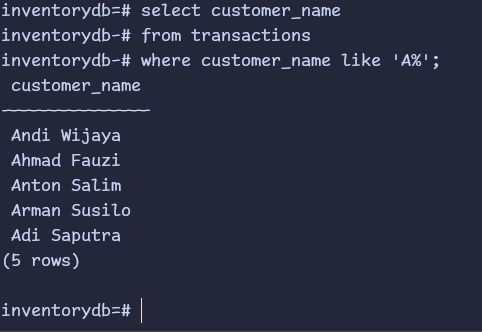 inventorydb=# select customer_name
inventorydb-# from transactions
inventorydb-# where customer_name like 'A%';
 customer_name
-----------------
 Andi Wijaya
 Ahmad Fauzi
 Anton Salim
 Arman Susilo
 Adi Saputra
(5 rows)

inventorydb=#